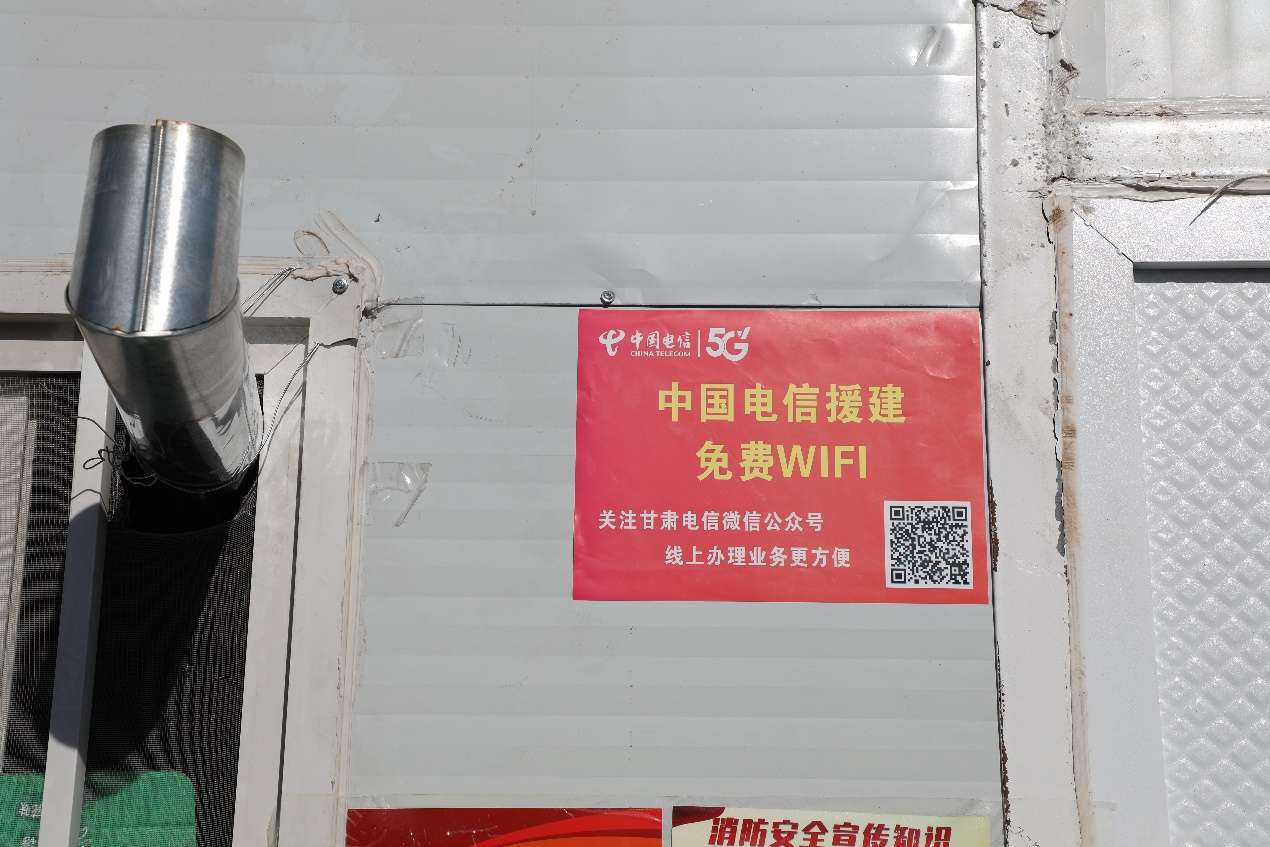 中国电信 5G
CHINA TELECOM
中国电信援建
免费WIFI
关注甘肃电信微信公众号
线上办理业务更方便
消防安全宣传知识